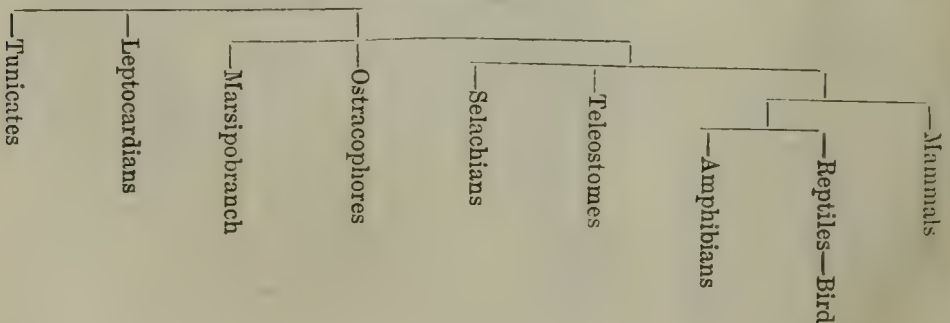 Tunicates
Leptocardians
Marsipobranch
Ostracophores
Selachians
Teleostomes
Amphibians
Reptiles—Bird
Mammals